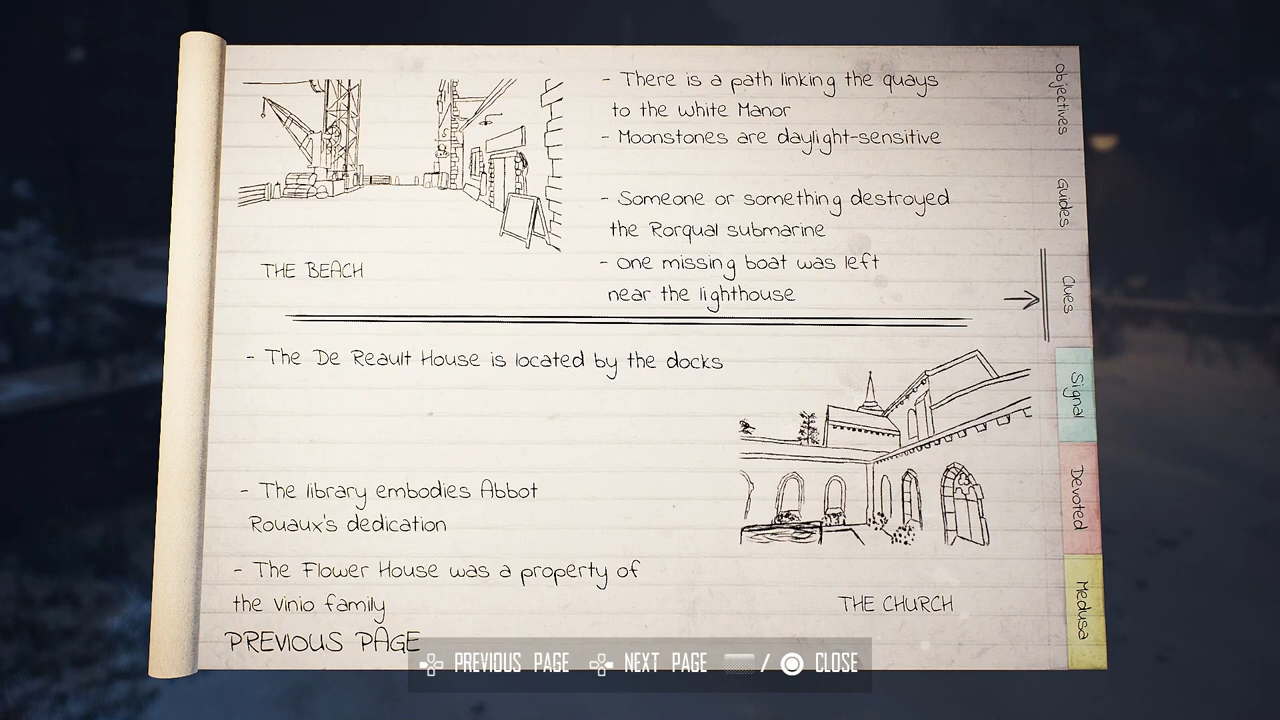 - There is a path linking the quays
to the white Manor
- Moonstones are daylight-sensitive
- Someone or something destroyed
the Rorqual submarine
- One missing boat was left
near the lighthouse
THE BEACH
- The De Reault House is located by the docks
- The library embodies Abbot
Rouaux's dedication
- The Flower House was a property of
the Vinio family
THE CHURCH
PREVIOUS PAGE
Objectives
Guides
Clues
Signal
Devoted
Medusa
PREVIOUS PAGE NEXT PAGE / CLOSE